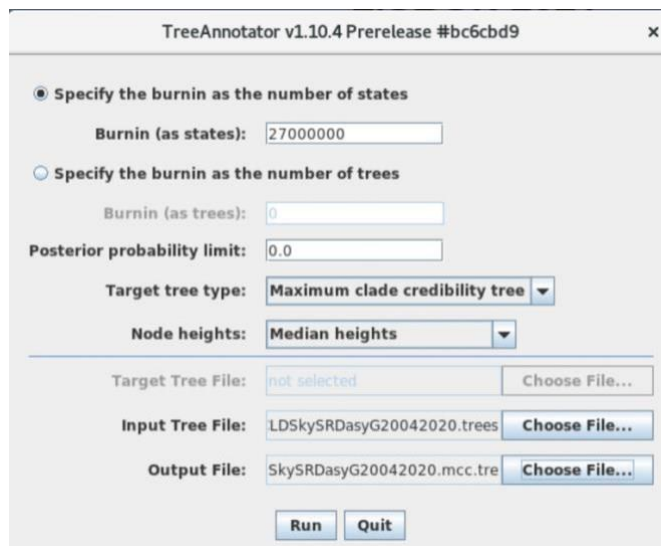 TreeAnnotator v1.10.4 Prerelease #bc6cbd9 ×
Specify the burnin as the number of states
Burnin (as states): 27000000
Specify the burnin as the number of trees
Burnin (as trees): 0
Posterior probability limit: 0.0
Target tree type: Maximum clade credibility tree
Node heights: Median heights
Target Tree File: not selected Choose File...
Input Tree File: LDSkySRDasyG20042020.trees Choose File...
Output File: SkySRDasyG20042020.mcc.tre Choose File...
Run Quit